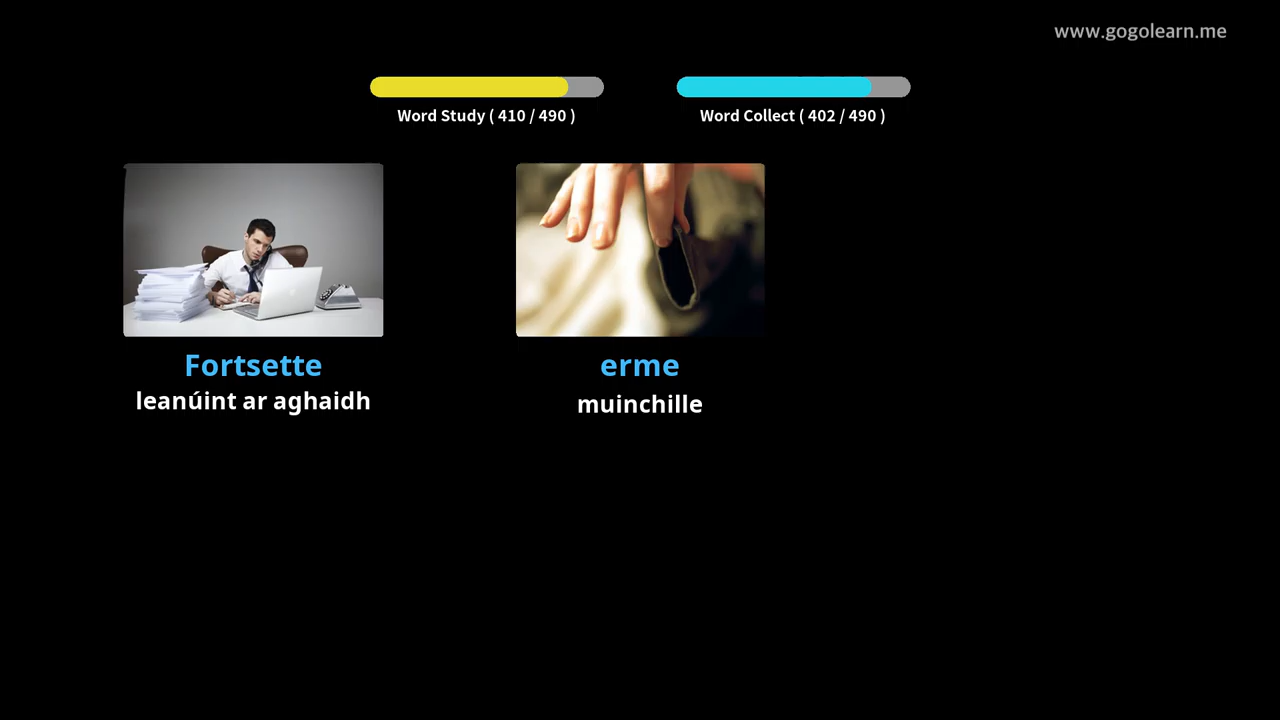 www.gogolearn.me
Word Study ( 410 / 490 )
Word Collect ( 402 / 490 )
Fortsette
leanúint ar aghaidh
erme
muinchille